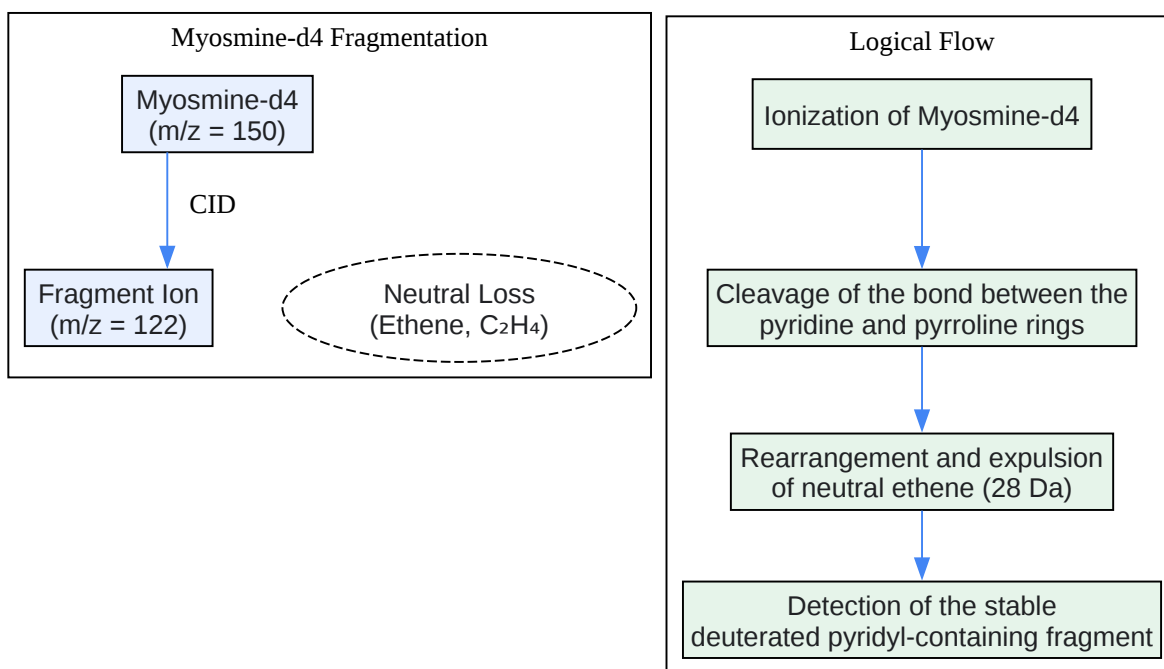 Myosmine-d4 Fragmentation
Myosmine-d4
(m/z = 150)
CID
Fragment Ion
(m/z = 122)
Neutral Loss
(Ethene, C₂H₄)
Logical Flow
Ionization of Myosmine-d4
Cleavage of the bond between the
pyridine and pyrroline rings
Rearrangement and expulsion
of neutral ethene (28 Da)
Detection of the stable
deuterated pyridyl-containing fragment